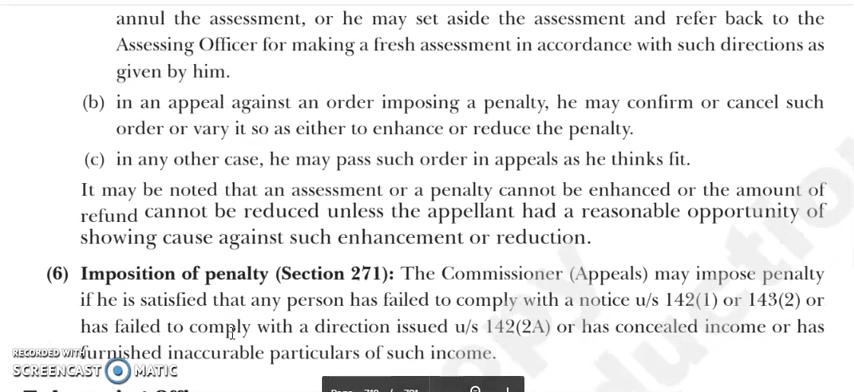 annul the assessment, or he may set aside the assessment and refer back to the
Assessing Officer for making a fresh assessment in accordance with such directions as
given by him.
(b) in an appeal against an order imposing a penalty, he may confirm or cancel such
order or vary it so as either to enhance or reduce the penalty.
(c) in any other case, he may pass such order in appeals as he thinks fit.
It may be noted that an assessment or a penalty cannot be enhanced or the amount of
refund cannot be reduced unless the appellant had a reasonable opportunity of
showing cause against such enhancement or reduction.
(6) Imposition of penalty (Section 271): The Commissioner (Appeals) may impose penalty
if he is satisfied that any person has failed to comply with a notice u/s 142(1) or 143(2) or
has failed to comply with a direction issued u/s 142(2A) or has concealed income or has
furnished inaccurable particulars of such income.
RECORDED WITH
SCREENCAST MATIC